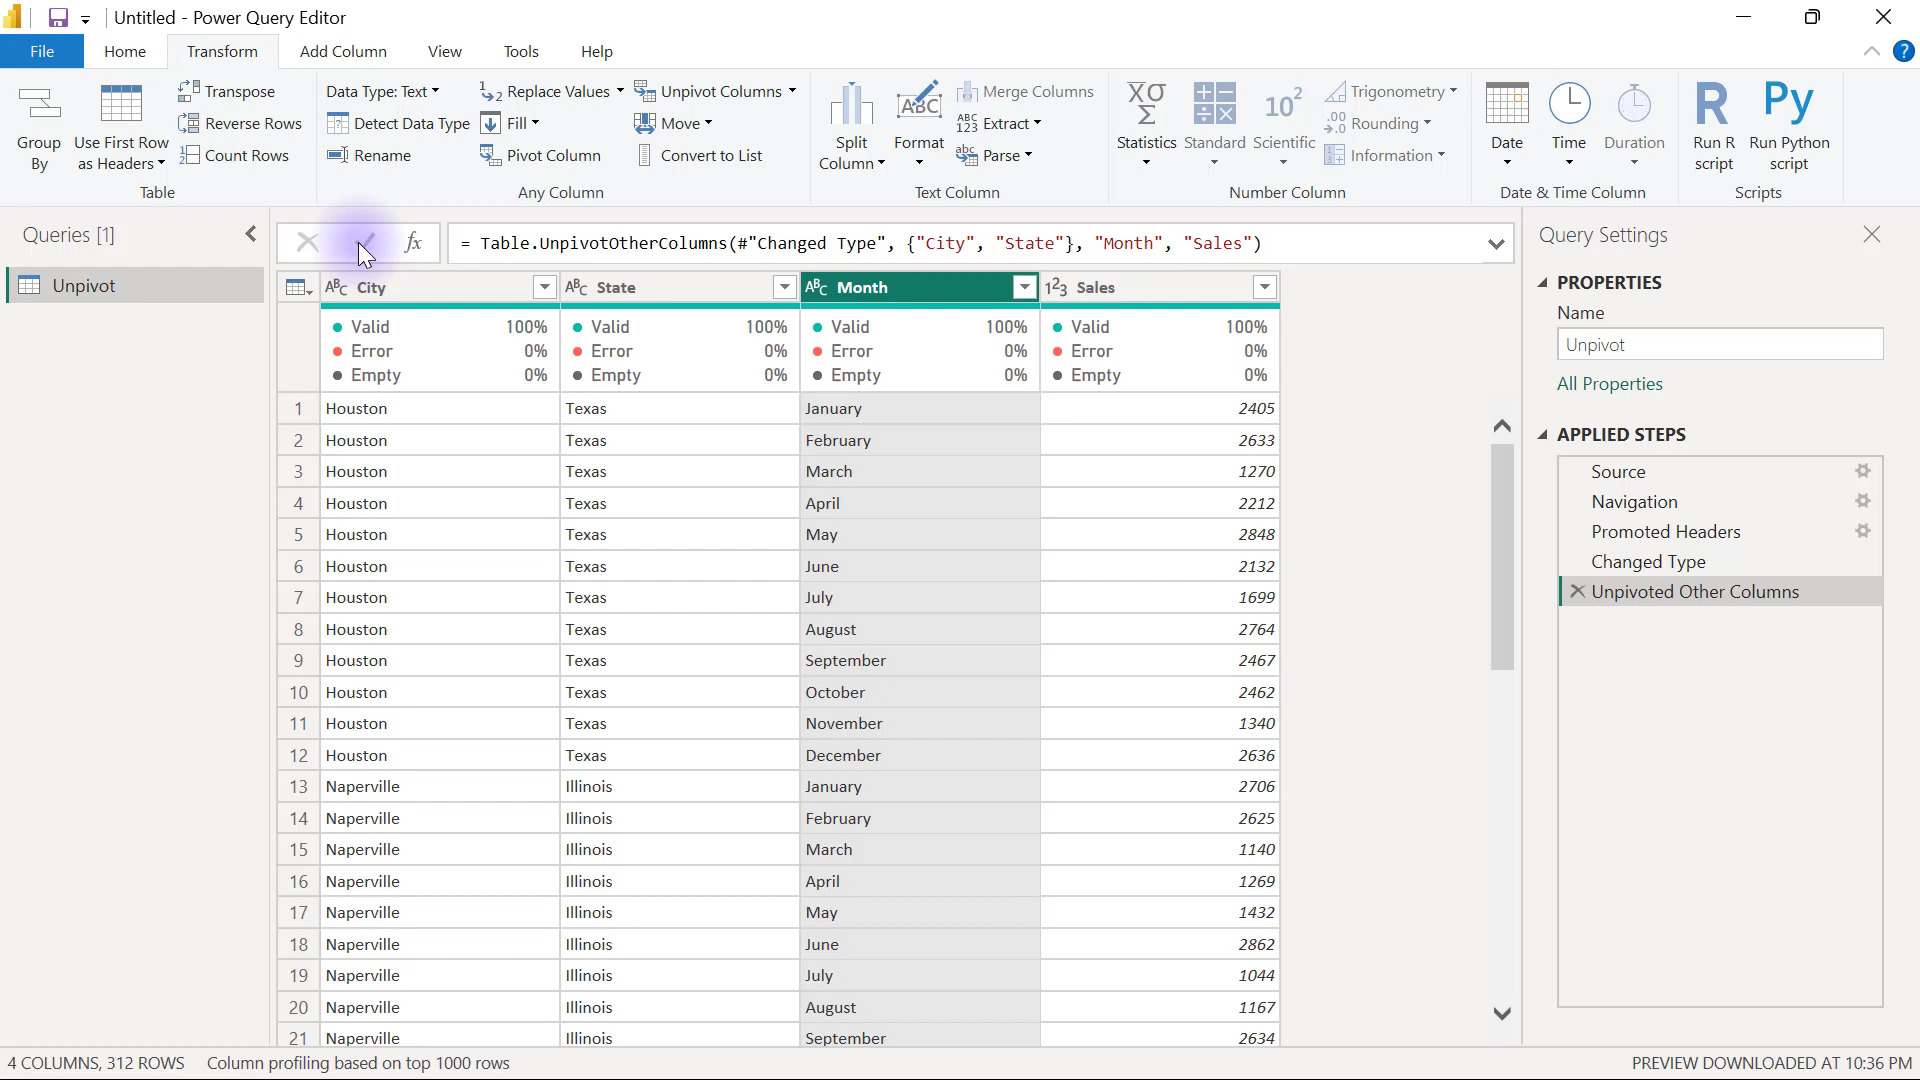 Untitled - Power Query Editor
File Home Transform Add Column View Tools Help
Group By
Use First Row as Headers
Transpose
Reverse Rows
Count Rows
Table
Data Type: Text
Detect Data Type
Rename
Replace Values
Fill
Pivot Column
Unpivot Columns
Move
Convert to List
Any Column
Split Column
Format
ABC
Merge Columns
ABC 123 Extract
abc Parse
Text Column
Χσ Σ
Statistics
Standard
10²
Scientific
Trigonometry
.00 Rounding
Information
Number Column
Date
Time
Duration
Date & Time Column
R
Run R script
Py
Run Python script
Scripts
Queries [1]
Unpivot
fx
= Table.UnpivotOtherColumns(#"Changed Type", {"City", "State"}, "Month", "Sales")
ABC City ABC State ABC Month 123 Sales
Valid 100% Valid 100% Valid 100% Valid 100%
Error 0% Error 0% Error 0% Error 0%
Empty 0% Empty 0% Empty 0% Empty 0%
1 Houston Texas January 2405
2 Houston Texas February 2633
3 Houston Texas March 1270
4 Houston Texas April 2212
5 Houston Texas May 2848
6 Houston Texas June 2132
7 Houston Texas July 1699
8 Houston Texas August 2764
9 Houston Texas September 2467
10 Houston Texas October 2462
11 Houston Texas November 1340
12 Houston Texas December 2636
13 Naperville Illinois January 2706
14 Naperville Illinois February 2625
15 Naperville Illinois March 1140
16 Naperville Illinois April 1269
17 Naperville Illinois May 1432
18 Naperville Illinois June 2862
19 Naperville Illinois July 1044
20 Naperville Illinois August 1167
21 Naperville Illinois September 2634
Query Settings
PROPERTIES
Name
Unpivot
All Properties
APPLIED STEPS
Source
Navigation
Promoted Headers
Changed Type
Unpivoted Other Columns
4 COLUMNS, 312 ROWS Column profiling based on top 1000 rows
PREVIEW DOWNLOADED AT 10:36 PM